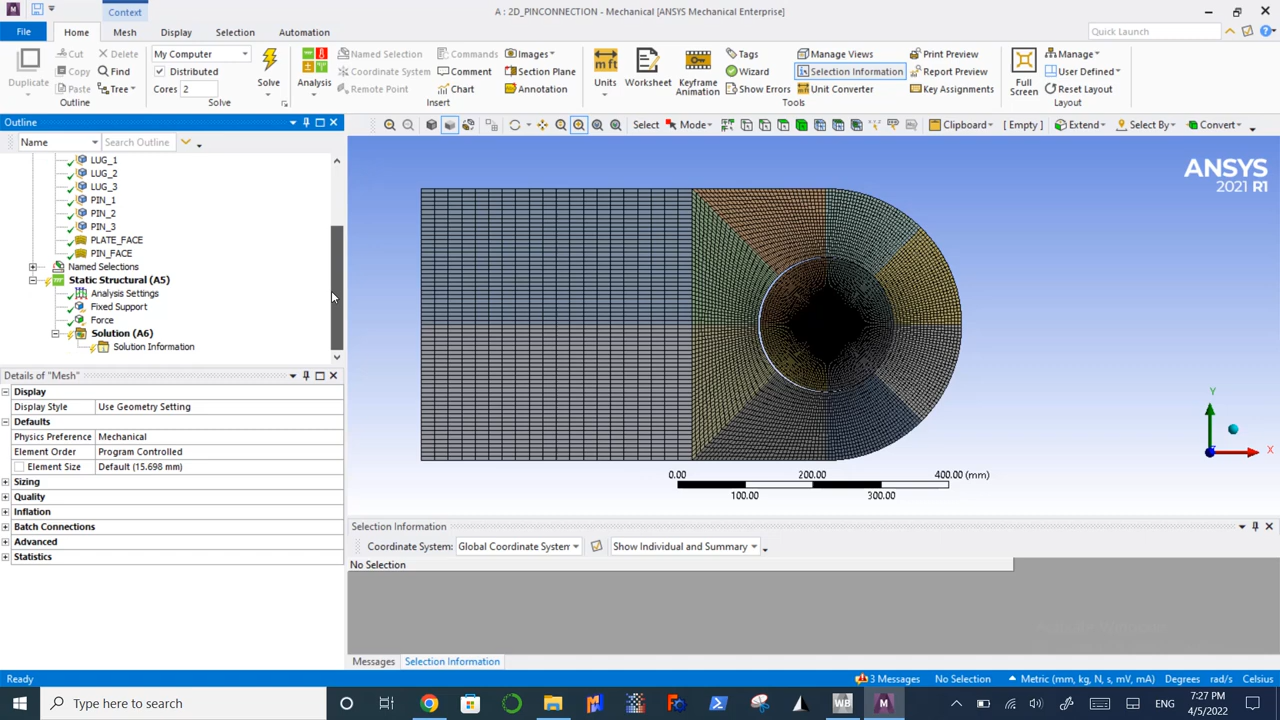 Context
A : 2D_PINCONNECTION - Mechanical [ANSYS Mechanical Enterprise]
File Home Mesh Display Selection Automation Quick Launch
Duplicate Cut Delete My Computer Solve Analysis Named Selection Commands Images Units Worksheet Keyframe Animation Tags Manage Views Print Preview Full Screen Manage
Copy Find Distributed Coordinate System Comment Section Plane Wizard Selection Information Report Preview User Defined
Paste Tree Cores 2 Remote Point Chart Annotation Show Errors Unit Converter Key Assignments Reset Layout
Outline Solve Insert Tools Layout
Outline
Select Mode Clipboard [ Empty ] Extend Select By Convert
Name Search Outline
LUG_1
LUG_2
LUG_3
PIN_1
PIN_2
PIN_3
PLATE_FACE
PIN_FACE
Named Selections
Static Structural (A5)
Analysis Settings
Fixed Support
Force
Solution (A6)
Solution Information
Details of "Mesh"
Display
Display Style Use Geometry Setting
Defaults
Physics Preference Mechanical
Element Order Program Controlled
Element Size Default (15.698 mm)
Sizing
Quality
Inflation
Batch Connections
Advanced
Statistics
ANSYS
2021 R1
Y
X
0.00 200.00 400.00 (mm)
100.00 300.00
Selection Information
Coordinate System: Global Coordinate System Show Individual and Summary
No Selection
Messages Selection Information
Ready 3 Messages No Selection Metric (mm, kg, N, s, mV, mA) Degrees rad/s Celsius
Type here to search WB M ENG 7:27 PM
4/5/2022